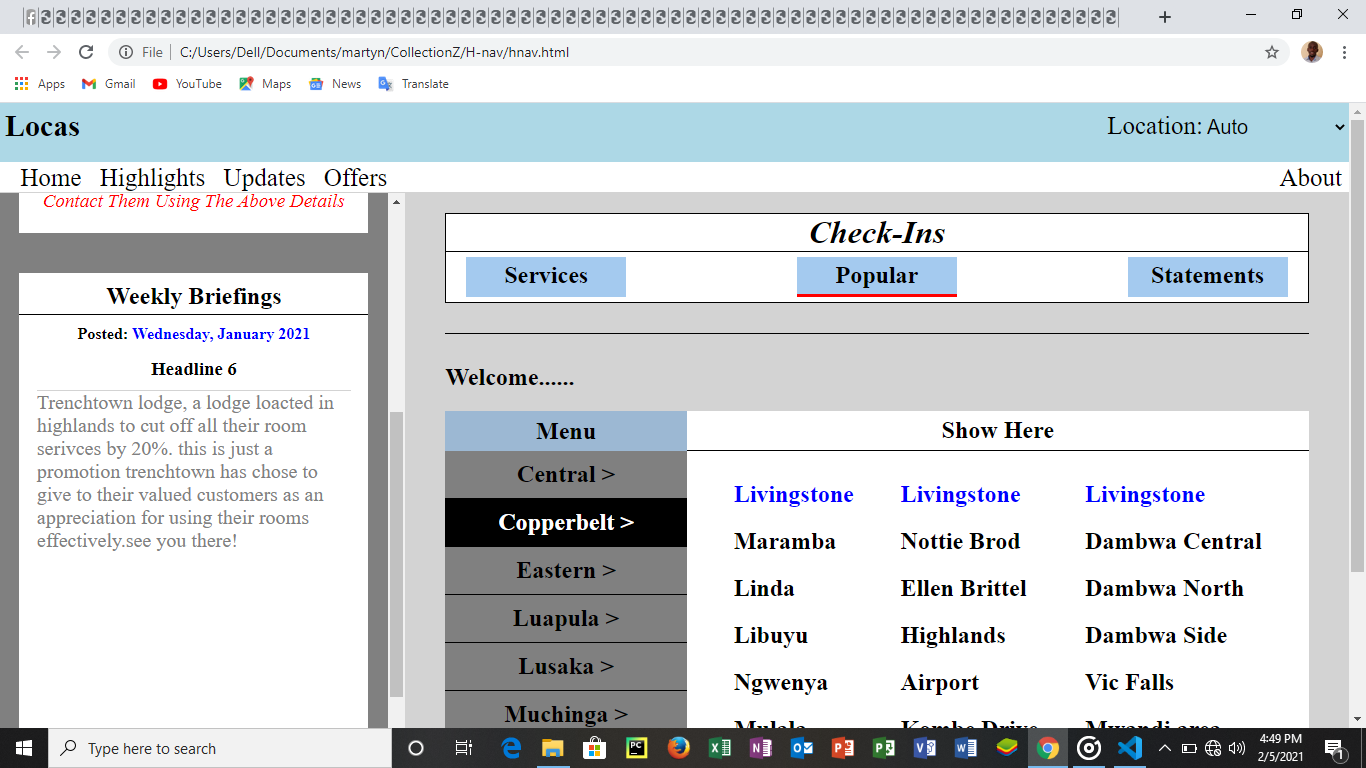 File C:/Users/Dell/Documents/martyn/CollectionZ/H-nav/hnav.html
Apps Gmail YouTube Maps News Translate
Locas
Location: Auto
Home Highlights Updates Offers About
Contact Them Using The Above Details
Weekly Briefings
Posted: Wednesday, January 2021
Headline 6
Trenchtown lodge, a lodge loacted in
highlands to cut off all their room
serivces by 20%. this is just a
promotion trenchtown has chose to
give to their valued customers as an
appreciation for using their rooms
effectively.see you there!
Check-Ins
Services Popular Statements
Welcome......
Menu
Central >
Copperbelt >
Eastern >
Luapula >
Lusaka >
Muchinga >
Show Here
Livingstone Livingstone Livingstone
Maramba Nottie Brod Dambwa Central
Linda Ellen Brittel Dambwa North
Libuyu Highlands Dambwa Side
Ngwenya Airport Vic Falls
Type here to search
4:49 PM
2/5/2021